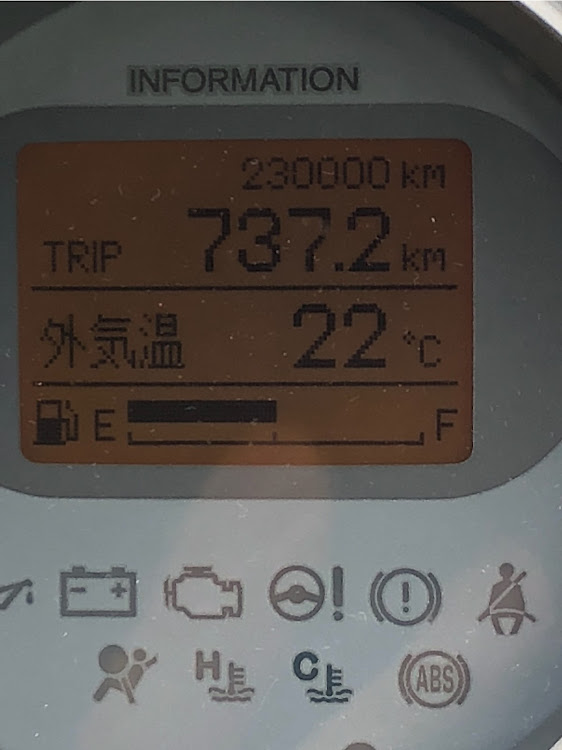 INFORMATION
230000 km
TRIP 737.2 km
外気温 22 °C
E F
- +
!
!
H C ABS